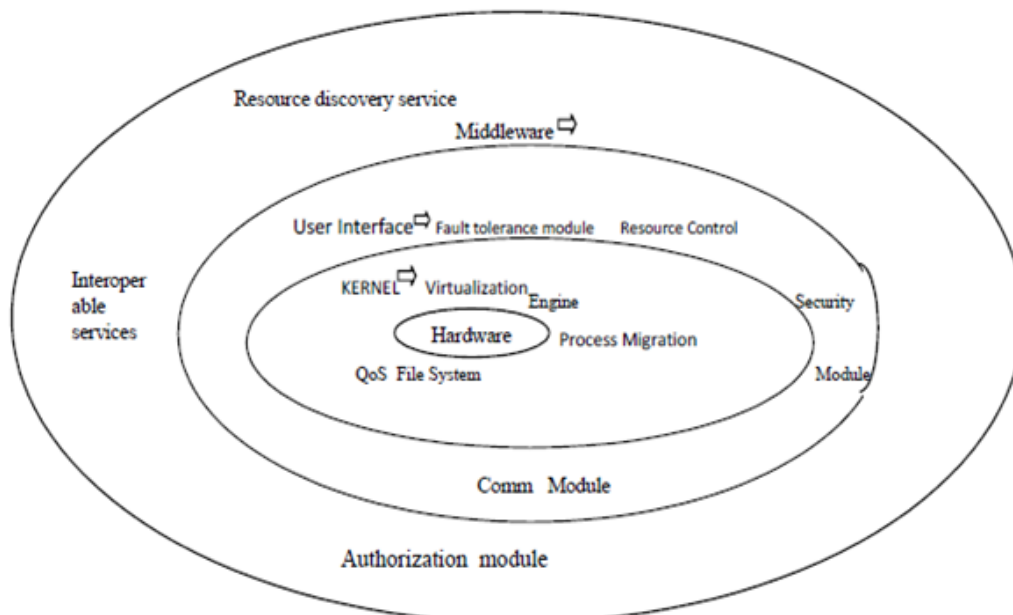 Resource discovery service
Middleware
User Interface Fault tolerance module Resource Control
Interoper
able
services
KERNEL Virtualization
Engine
Security
Hardware
Process Migration
QoS File System
Module
Comm Module
Authorization module